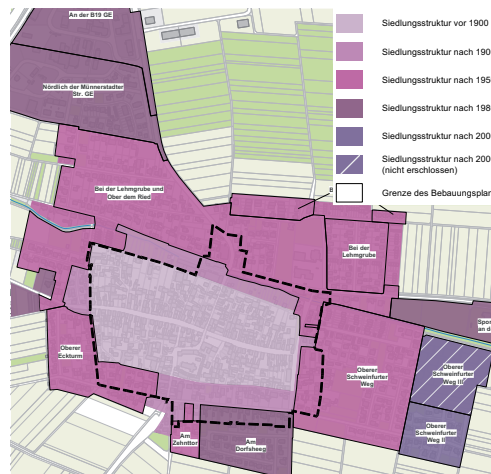 An der B19 GE
Nördlich der Münnerstadter
Str. GE
Bei der Lehmgrube und
Ober dem Ried
Bei der
Lehmgrube
Oberer
Eckturm
Oberer
Schweinfurter
Weg
Oberer
Schweinfurter
Weg III
Oberer
Schweinfurter
Weg II
Am
Zehnttor
Am
Dorfsheeg
Siedlungsstruktur vor 1900
Siedlungsstruktur nach 190
Siedlungsstruktur nach 195
Siedlungsstruktur nach 198
Siedlungsstruktur nach 200
Siedlungsstruktur nach 200
(nicht erschlossen)
Grenze des Bebauungsplan